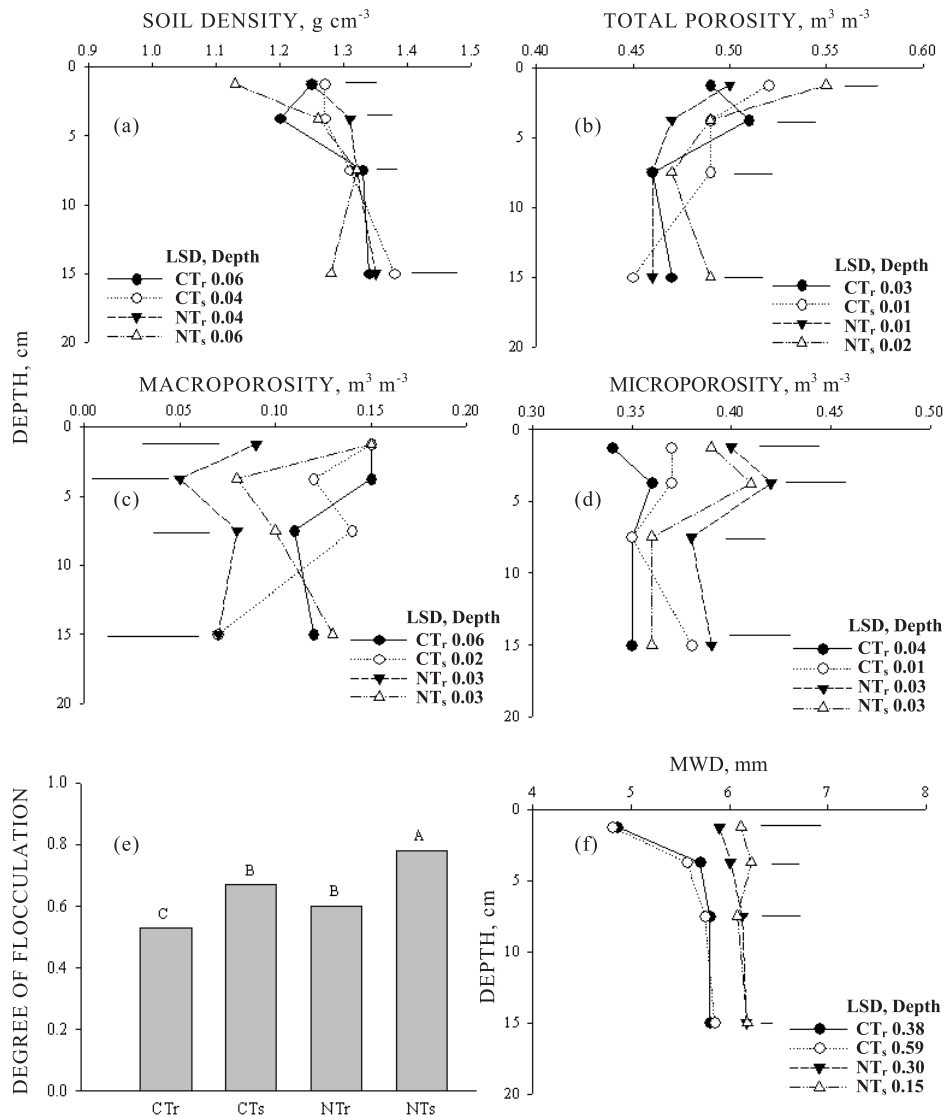 SOIL DENSITY, g cm-3
0.9 1.0 1.1 1.2 1.3 1.4 1.5
0
5
10
15
20
(a)
LSD, Depth
CTr 0.06
CTs 0.04
NTr 0.04
NTs 0.06
TOTAL POROSITY, m3 m-3
0.40 0.45 0.50 0.55 0.60
0
5
10
15
20
(b)
LSD, Depth
CTr 0.03
CTs 0.01
NTr 0.01
NTs 0.02
DEPTH, cm
MACROPOROSITY, m3 m-3
0.00 0.05 0.10 0.15 0.20
0
5
10
15
20
(c)
LSD, Depth
CTr 0.06
CTs 0.02
NTr 0.03
NTs 0.03
MICROPOROSITY, m3 m-3
0.30 0.35 0.40 0.45 0.50
0
5
10
15
20
(d)
LSD, Depth
CTr 0.04
CTs 0.01
NTr 0.03
NTs 0.03
DEGREE OF FLOCCULATION
1.0
0.8
0.6
0.4
0.2
0.0
(e)
C
B
B
A
CTr CTs NTr NTs
MWD, mm
4 5 6 7 8
0
5
10
15
20
DEPTH, cm
(f)
LSD, Depth
CTr 0.38
CTs 0.59
NTr 0.30
NTs 0.15